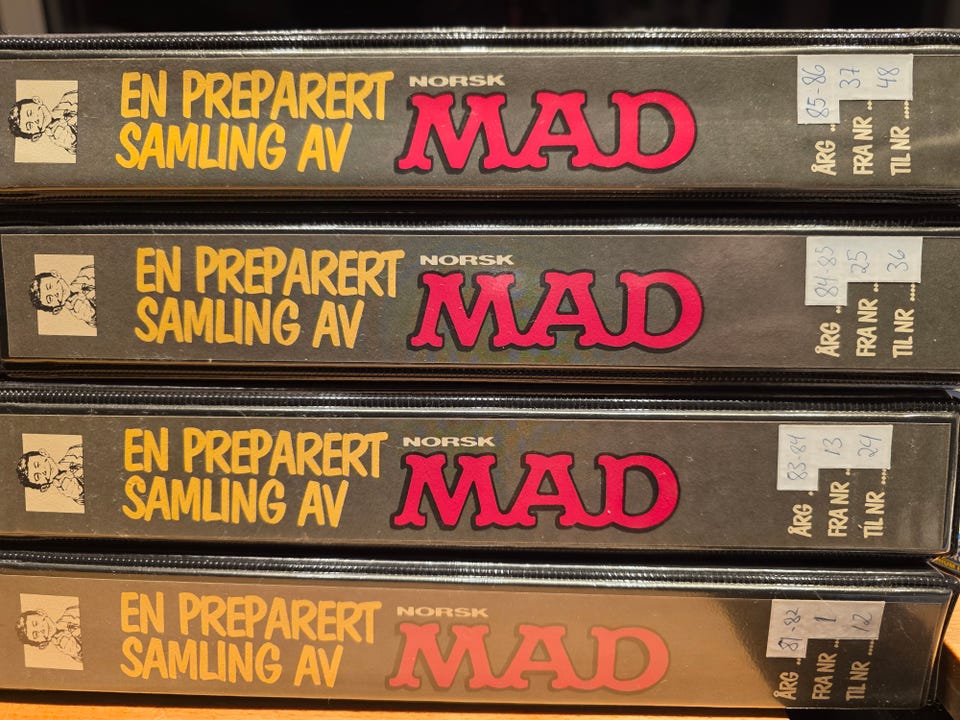 EN PREPARERT
SAMLING AV
NORSK
MAD
ÅRG. 85-86
FRA NR 37
TIL NR 48
EN PREPARERT
SAMLING AV
NORSK
MAD
ÅRG. 84-85
FRA NR 25
TIL NR 36
EN PREPARERT
SAMLING AV
NORSK
MAD
ÅRG. 83-84
FRA NR 13
TIL NR 24
EN PREPARERT
SAMLING AV
NORSK
MAD
ÅRG. 81-82
FRA NR 1
TIL NR 12